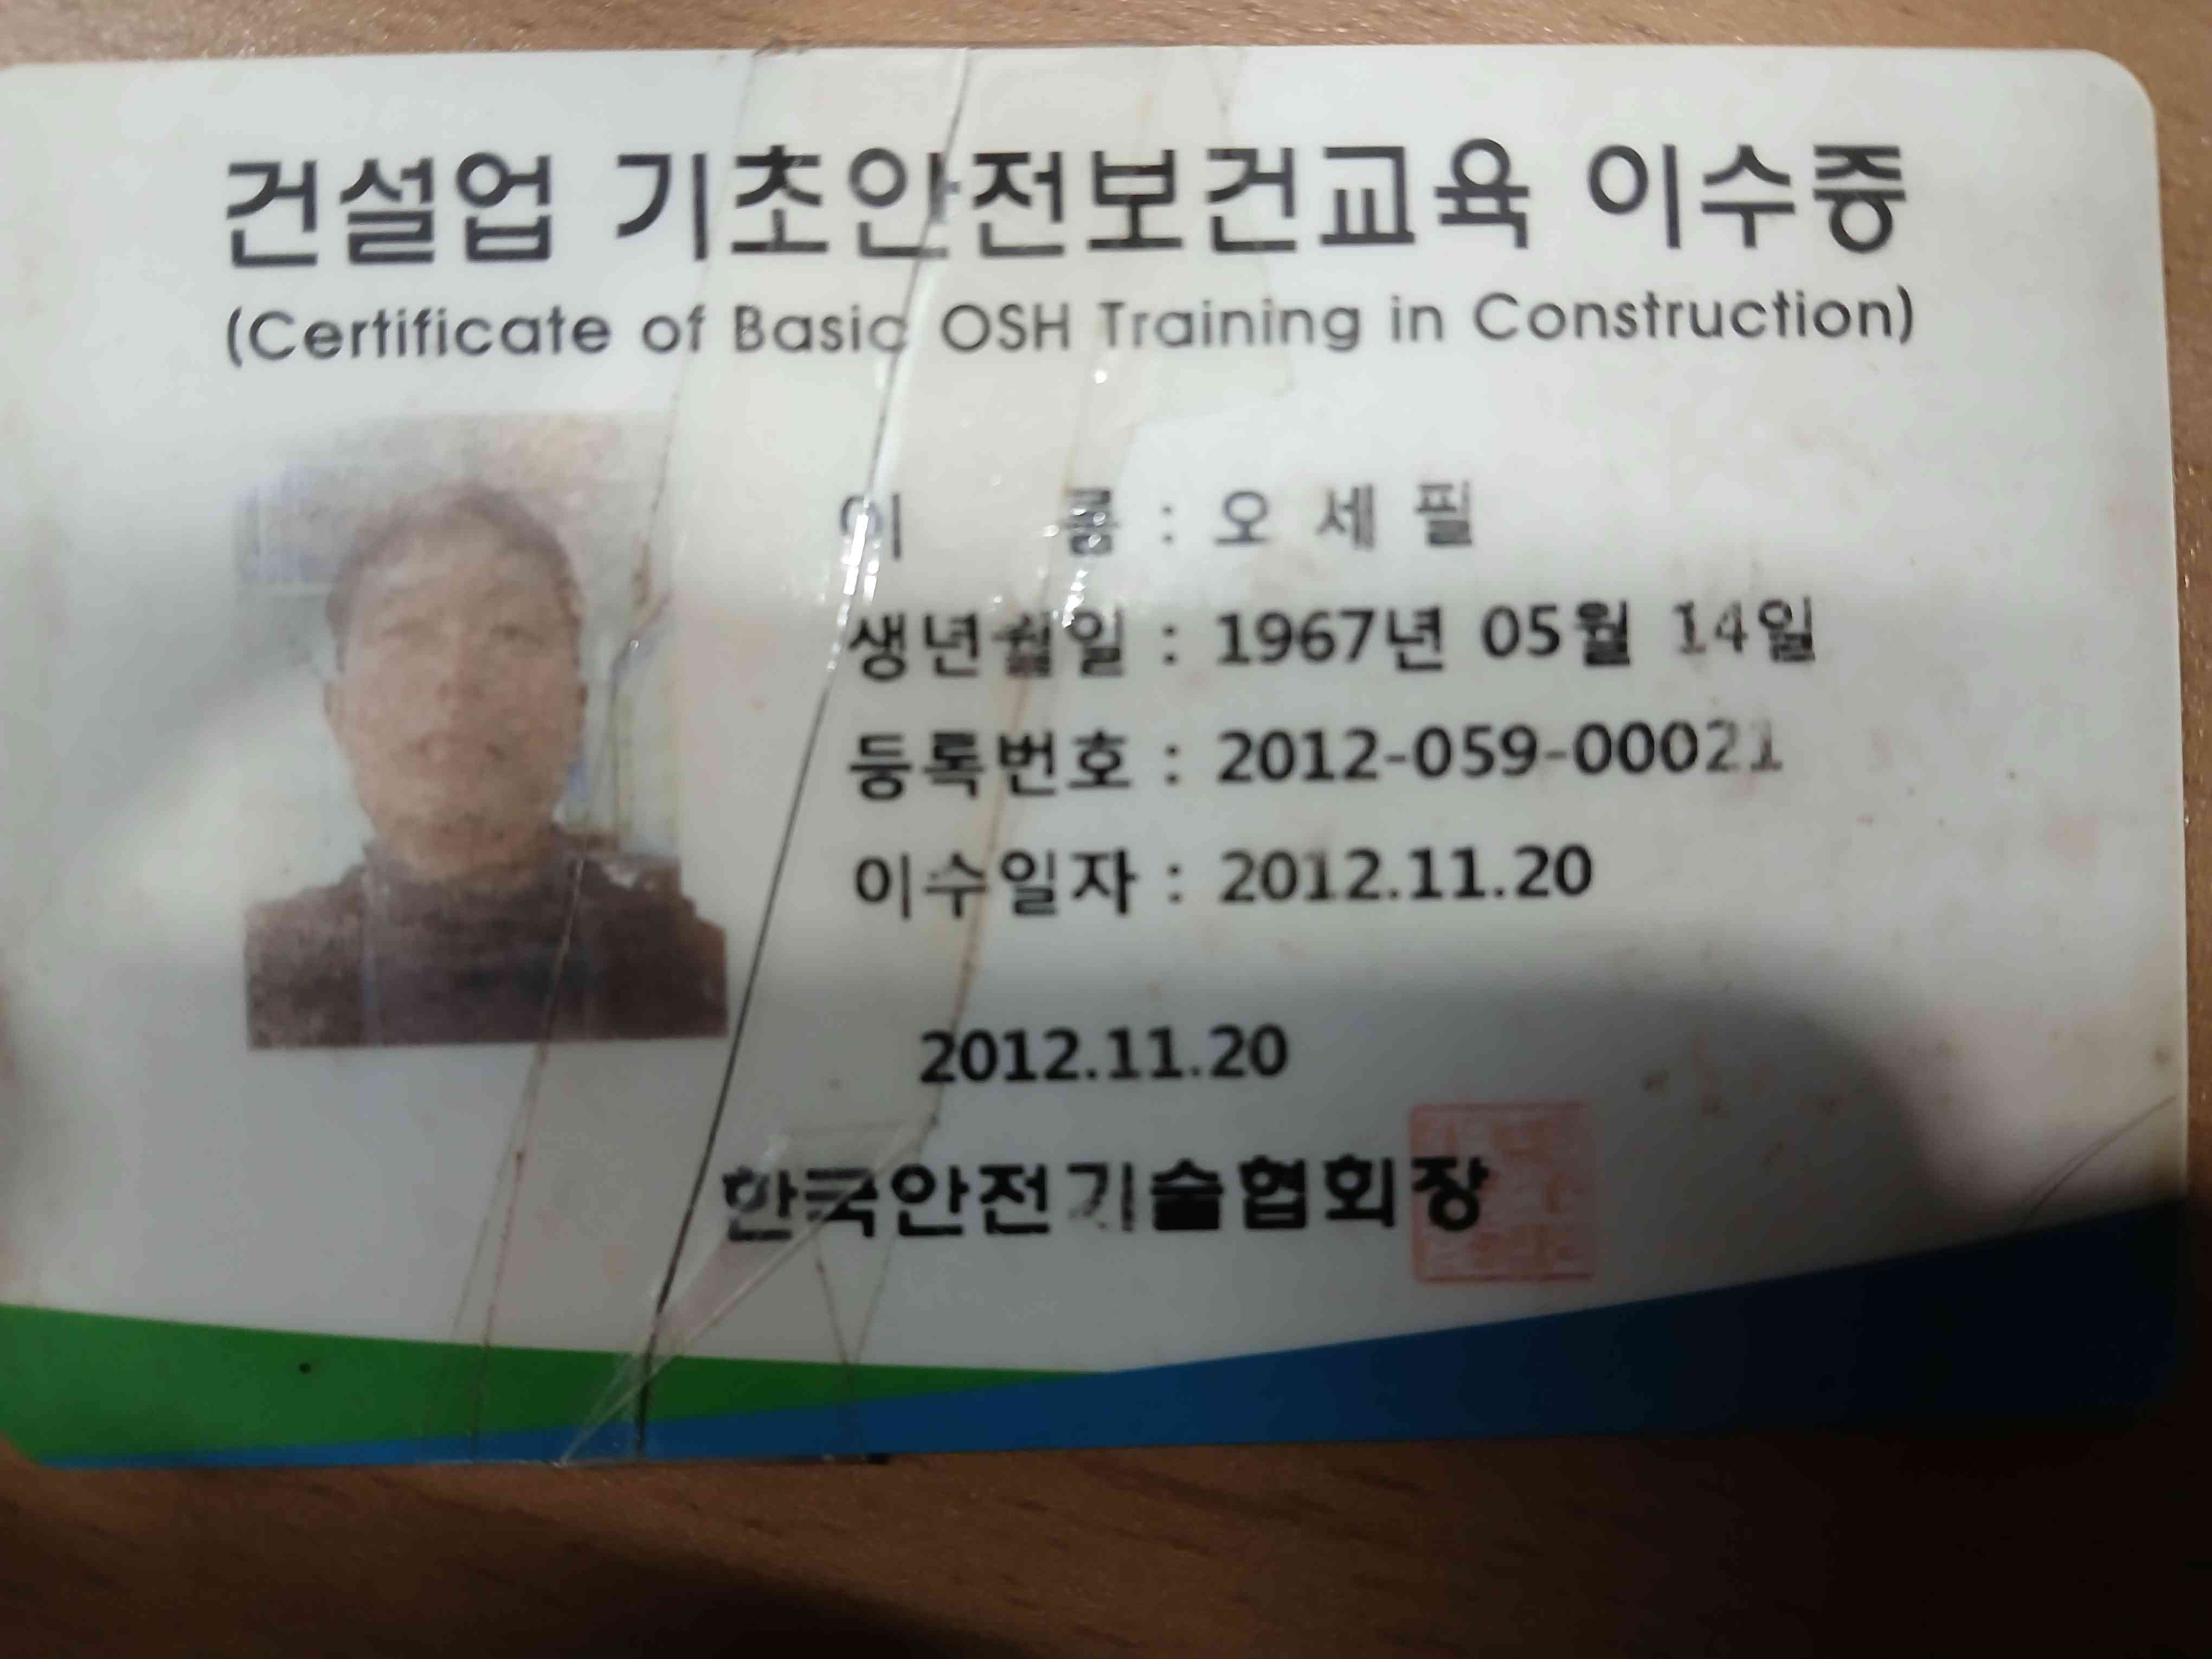 건설업 기초안전보건교육 이수증
(Certificate of Basic OSH Training in Construction)
이 름 : 오 세 필
생년월일 : 1967년 05월 14일
등록번호 : 2012-059-00021
이수일자 : 2012.11.20
2012.11.20
한국안전기술협회장